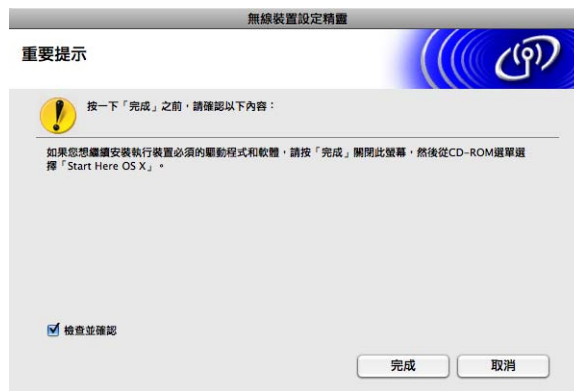 無線裝置設定精靈
重要提示
按一下「完成」之前，請確認以下內容：
如果您想繼續安裝執行裝置必須的驅動程式和軟體，請按「完成」關閉此螢幕，然後從CD-ROM選單選
擇「Start Here OS X」。
檢查並確認
完成
取消